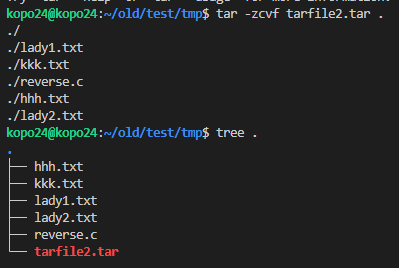 kopo24@kopo24:~/old/test/tmp$ tar -zcvf tarfile2.tar .
./
./lady1.txt
./kkk.txt
./reverse.c
./hhh.txt
./lady2.txt
kopo24@kopo24:~/old/test/tmp$ tree .
.
├── hhh.txt
├── kkk.txt
├── lady1.txt
├── lady2.txt
├── reverse.c
└── tarfile2.tar